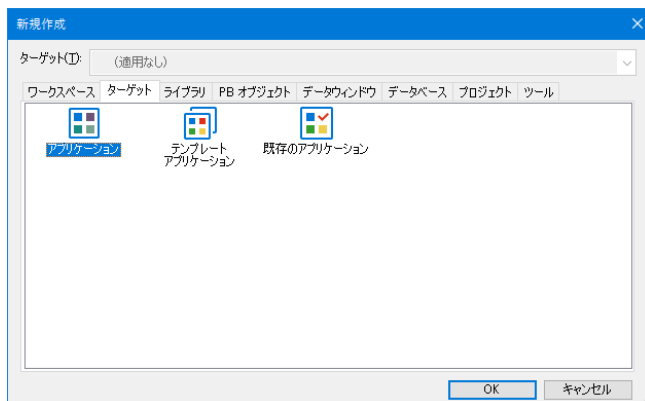 新規作成
ターゲット(T): (適用なし)
ワークスペース ターゲット ライブラリ PB オブジェクト データウィンドウ データベース プロジェクト ツール
アプリケーション
テンプレート
アプリケーション
既存のアプリケーション
OK キャンセル